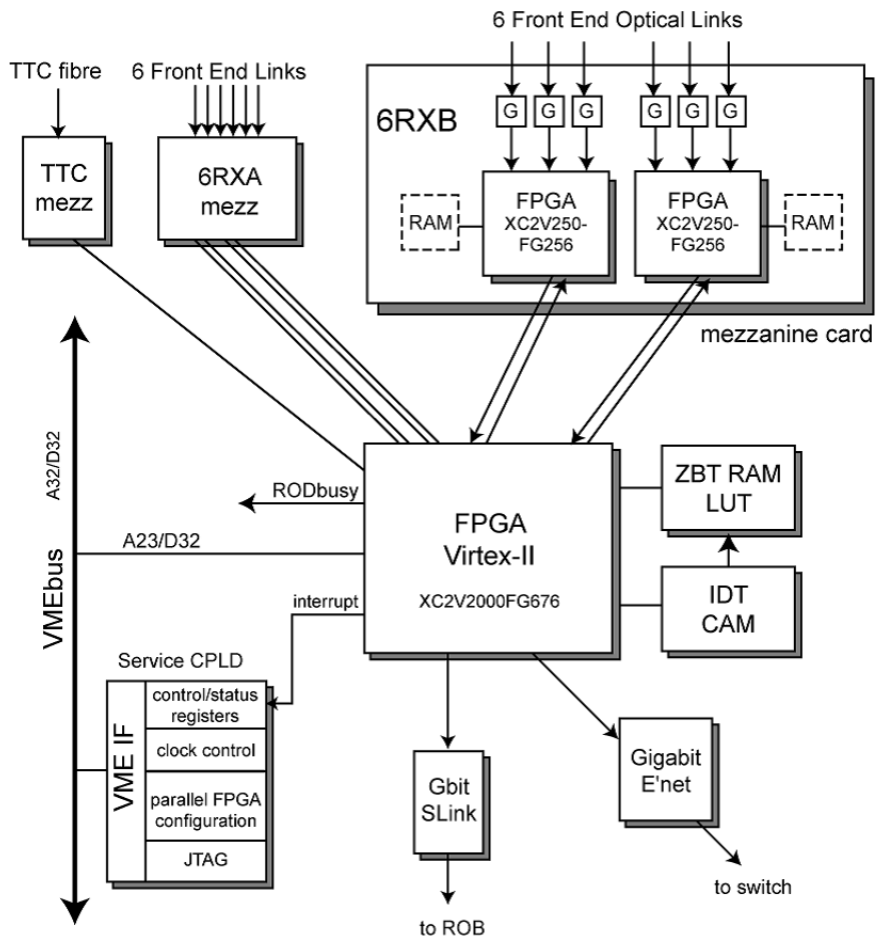 6 Front End Optical Links
TTC fibre
6 Front End Links
G
G
G
G
G
G
6RXB
TTC
mezz
6RXA
mezz
FPGA
XC2V250-
FG256
FPGA
XC2V250-
FG256
RAM
RAM
mezzanine card
A32/D32
VMEbus
RODbusy
A23/D32
interrupt
FPGA
Virtex-II
XC2V2000FG676
ZBT RAM
LUT
IDT
CAM
Service CPLD
VME IF
control/status
registers
clock control
parallel FPGA
configuration
JTAG
Gbit
SLink
Gigabit
E'net
to switch
to ROB